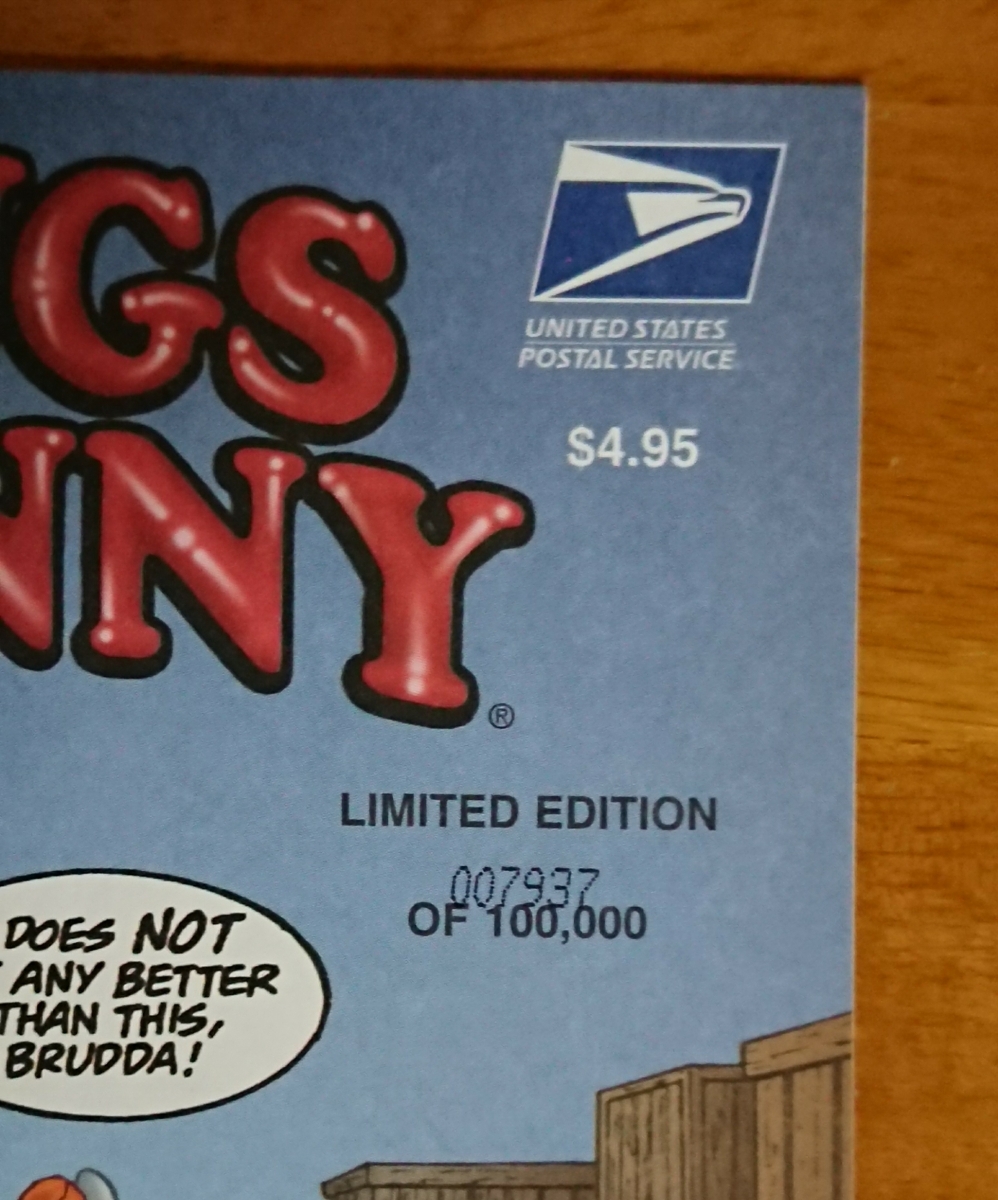 GS
NNY
®
UNITED STATES
POSTAL SERVICE
$4.95
LIMITED EDITION
007937
OF 100,000
DOES NOT
ANY BETTER
THAN THIS,
BRUDDA!